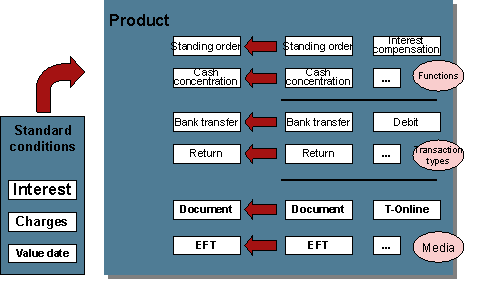 Product
Standing order Standing order Interest
compensation
Cash
concentration Cash
concentration ... Functions
Bank transfer Bank transfer Debit
Return Return ... Transaction
types
Document Document T-Online
EFT EFT ... Media
Standard
conditions
Interest
Charges
Value date